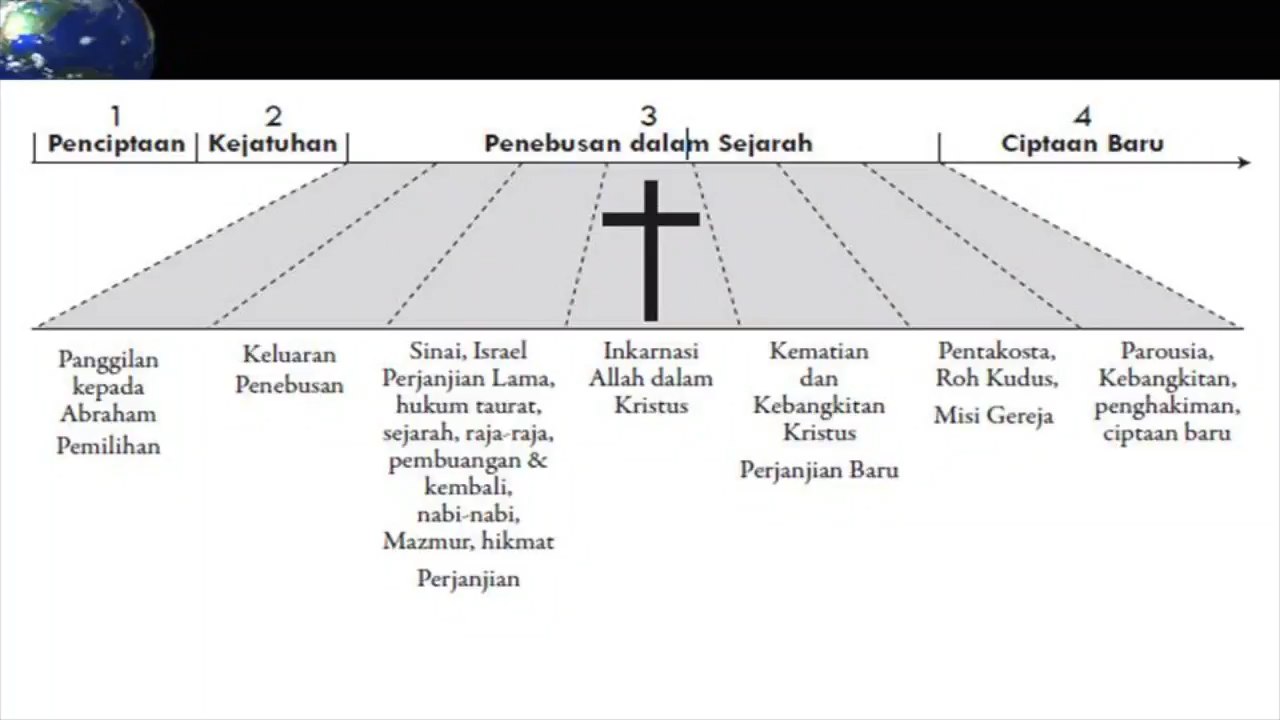 1
Penciptaan
2
Kejatuhan
3
Penebusan dalam Sejarah
4
Ciptaan Baru
Panggilan
kepada
Abraham
Pemilihan
Keluaran
Penebusan
Sinai, Israel
Perjanjian Lama,
hukum taurat,
sejarah, raja-raja,
pembuangan &
kembali,
nabi-nabi,
Mazmur, hikmat
Perjanjian
Inkarnasi
Allah dalam
Kristus
Kematian
dan
Kebangkitan
Kristus
Perjanjian Baru
Pentakosta,
Roh Kudus,
Misi Gereja
Parousia,
Kebangkitan,
penghakiman,
ciptaan baru